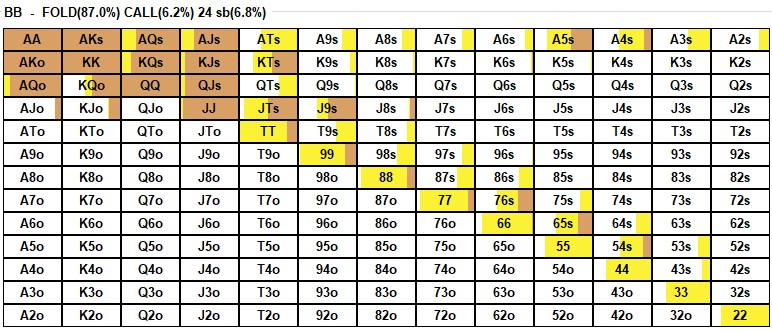 BB - FOLD(87.0%) CALL(6.2%) 24 sb(6.8%)
AA AKs AQs AJs ATs A9s A8s A7s A6s A5s A4s A3s A2s
AKo KK KQs KJs KTs K9s K8s K7s K6s K5s K4s K3s K2s
AQo KQo QQ QJs QTs Q9s Q8s Q7s Q6s Q5s Q4s Q3s Q2s
AJo KJo QJo JJ JTs J9s J8s J7s J6s J5s J4s J3s J2s
ATo KTo QTo JTo TT T9s T8s T7s T6s T5s T4s T3s T2s
A9o K9o Q9o J9o T9o 99 98s 97s 96s 95s 94s 93s 92s
A8o K8o Q8o J8o T8o 98o 88 87s 86s 85s 84s 83s 82s
A7o K7o Q7o J7o T7o 97o 87o 77 76s 75s 74s 73s 72s
A6o K6o Q6o J6o T6o 96o 86o 76o 66 65s 64s 63s 62s
A5o K5o Q5o J5o T5o 95o 85o 75o 65o 55 54s 53s 52s
A4o K4o Q4o J4o T4o 94o 84o 74o 64o 54o 44 43s 42s
A3o K3o Q3o J3o T3o 93o 83o 73o 63o 53o 43o 33 32s
A2o K2o Q2o J2o T2o 92o 82o 72o 62o 52o 42o 32o 22